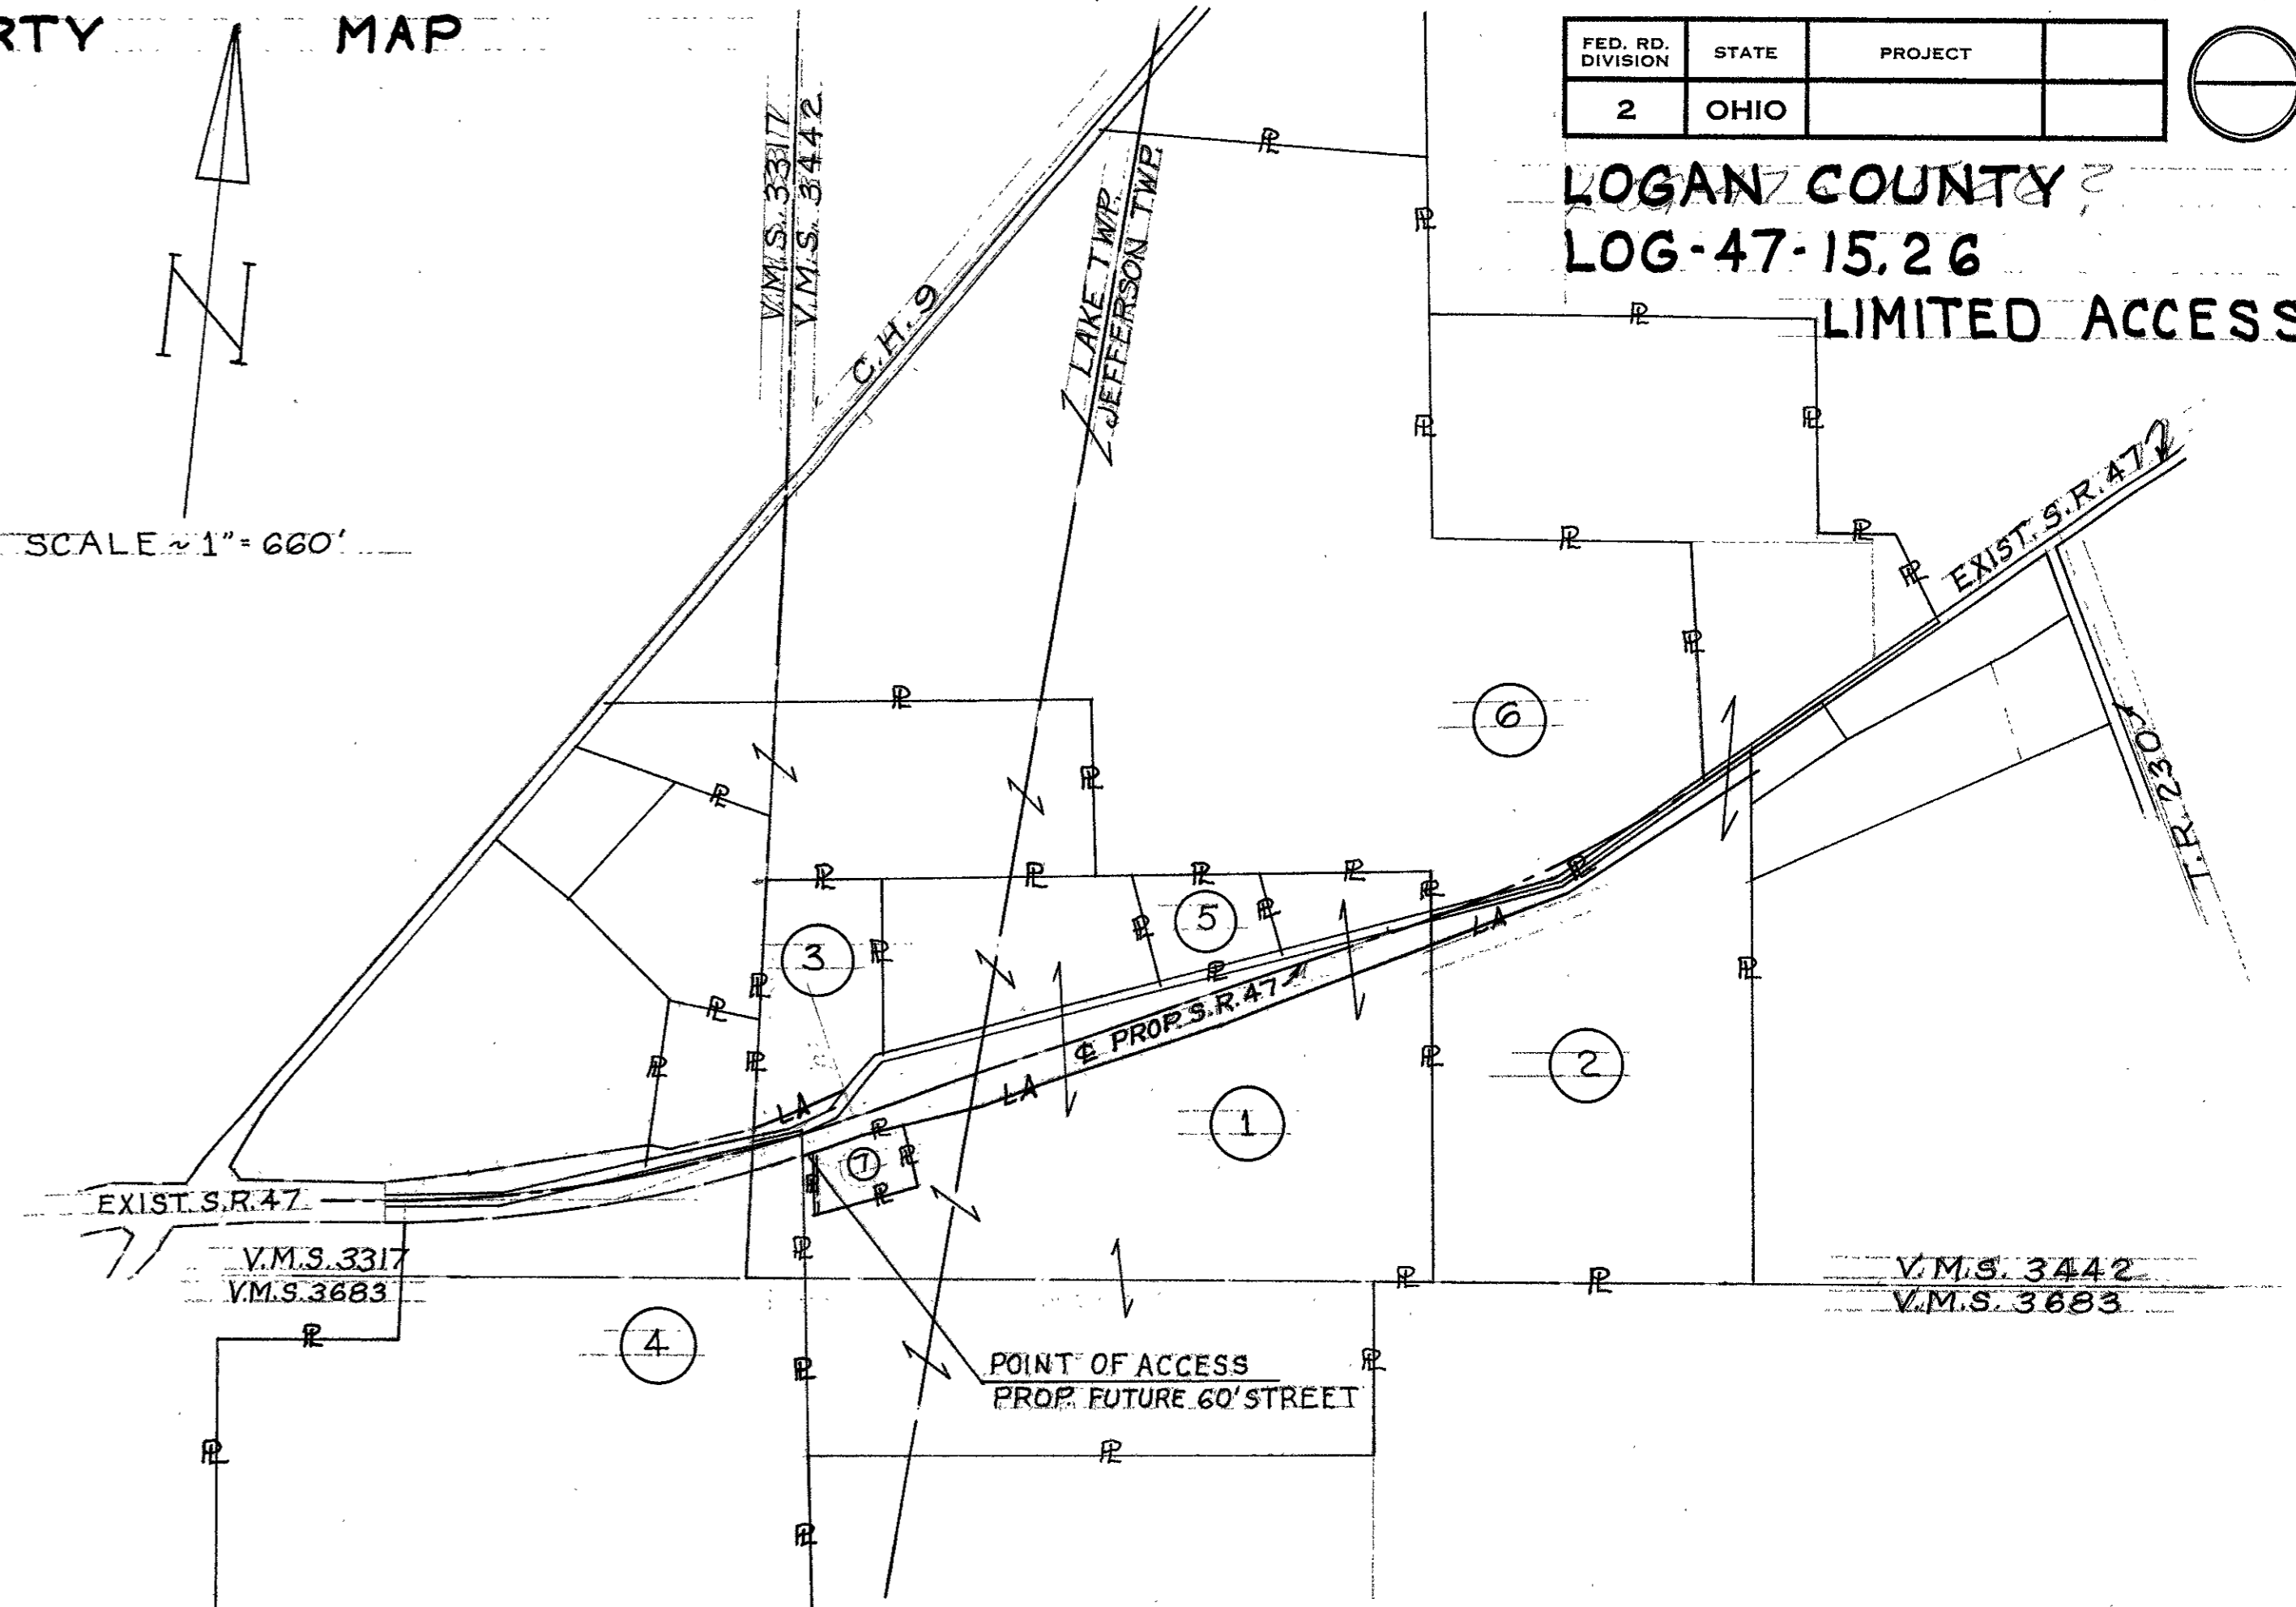 RTY MAP
FED. RD. DIVISION STATE PROJECT
2 OHIO
LOGAN COUNTY
LOG-47-15.26
LIMITED ACCESS
N
SCALE ~ 1" = 660'
V.M.S. 3317
V.M.S. 3442
C.H. 9
LAKE TWP.
JEFFERSON TWP.
EXIST. S.R. 47
T.R. 230
6
5
3
PL
LA
LA
LA
℄ PROP. S.R. 47
2
1
7
EXIST. S.R. 47
V.M.S. 3317
V.M.S. 3683
V.M.S. 3442
V.M.S. 3683
4
POINT OF ACCESS
PROP. FUTURE 60' STREET